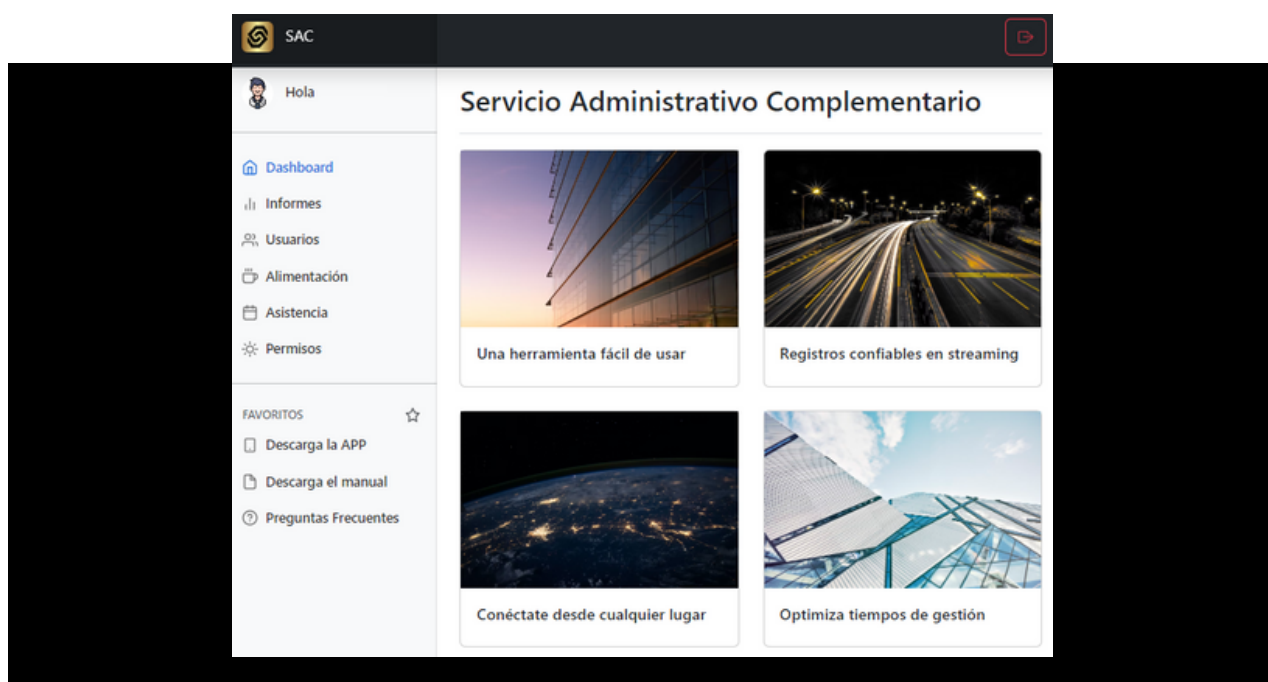 SAC
Hola
Dashboard
Informes
Usuarios
Alimentación
Asistencia
Permisos
FAVORITOS
Descarga la APP
Descarga el manual
Preguntas Frecuentes
Servicio Administrativo Complementario
Una herramienta fácil de usar
Registros confiables en streaming
Conéctate desde cualquier lugar
Optimiza tiempos de gestión